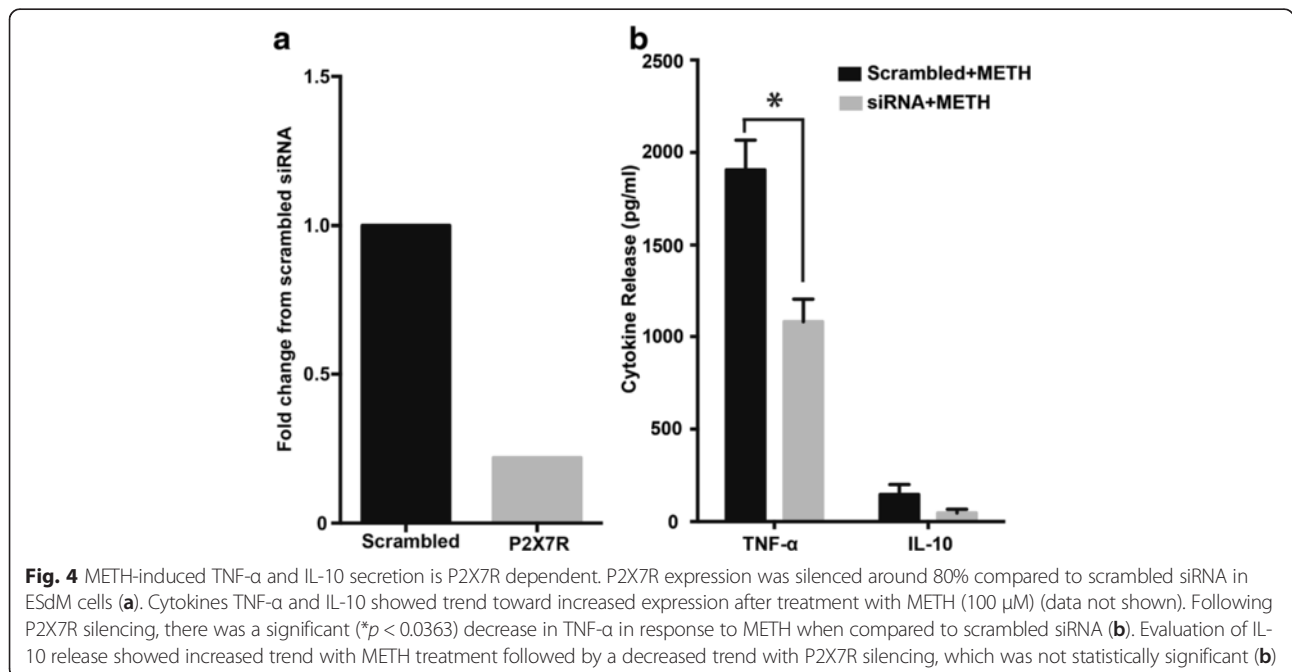 a
b
Fold change from scrambled siRNA
1.5
1.0
0.5
0
Scrambled
P2X7R
Cytokine Release (pg/ml)
2500
2000
1500
1000
500
0
Scrambled+METH
siRNA+METH
*
TNF-α
IL-10
Fig. 4 METH-induced TNF-α and IL-10 secretion is P2X7R dependent. P2X7R expression was silenced around 80% compared to scrambled siRNA in
ESdM cells (a). Cytokines TNF-α and IL-10 showed trend toward increased expression after treatment with METH (100 μM) (data not shown). Following
P2X7R silencing, there was a significant (*p < 0.0363) decrease in TNF-α in response to METH when compared to scrambled siRNA (b). Evaluation of IL-
10 release showed increased trend with METH treatment followed by a decreased trend with P2X7R silencing, which was not statistically significant (b)